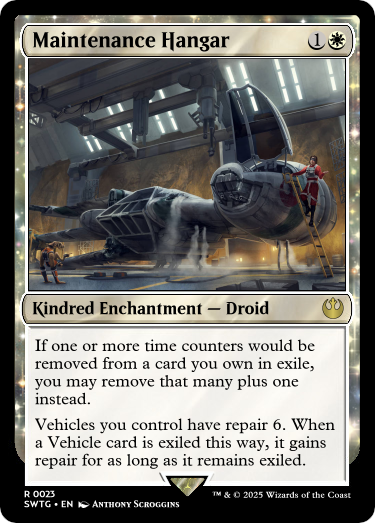 Maintenance Hangar
1
Kindred Enchantment — Droid
If one or more time counters would be
removed from a card you own in exile,
you may remove that many plus one
instead.
Vehicles you control have repair 6. When
a Vehicle card is exiled this way, it gains
repair for as long as it remains exiled.
R 0023
SWTG • EN Anthony Scroggins
™ & © 2025 Wizards of the Coast